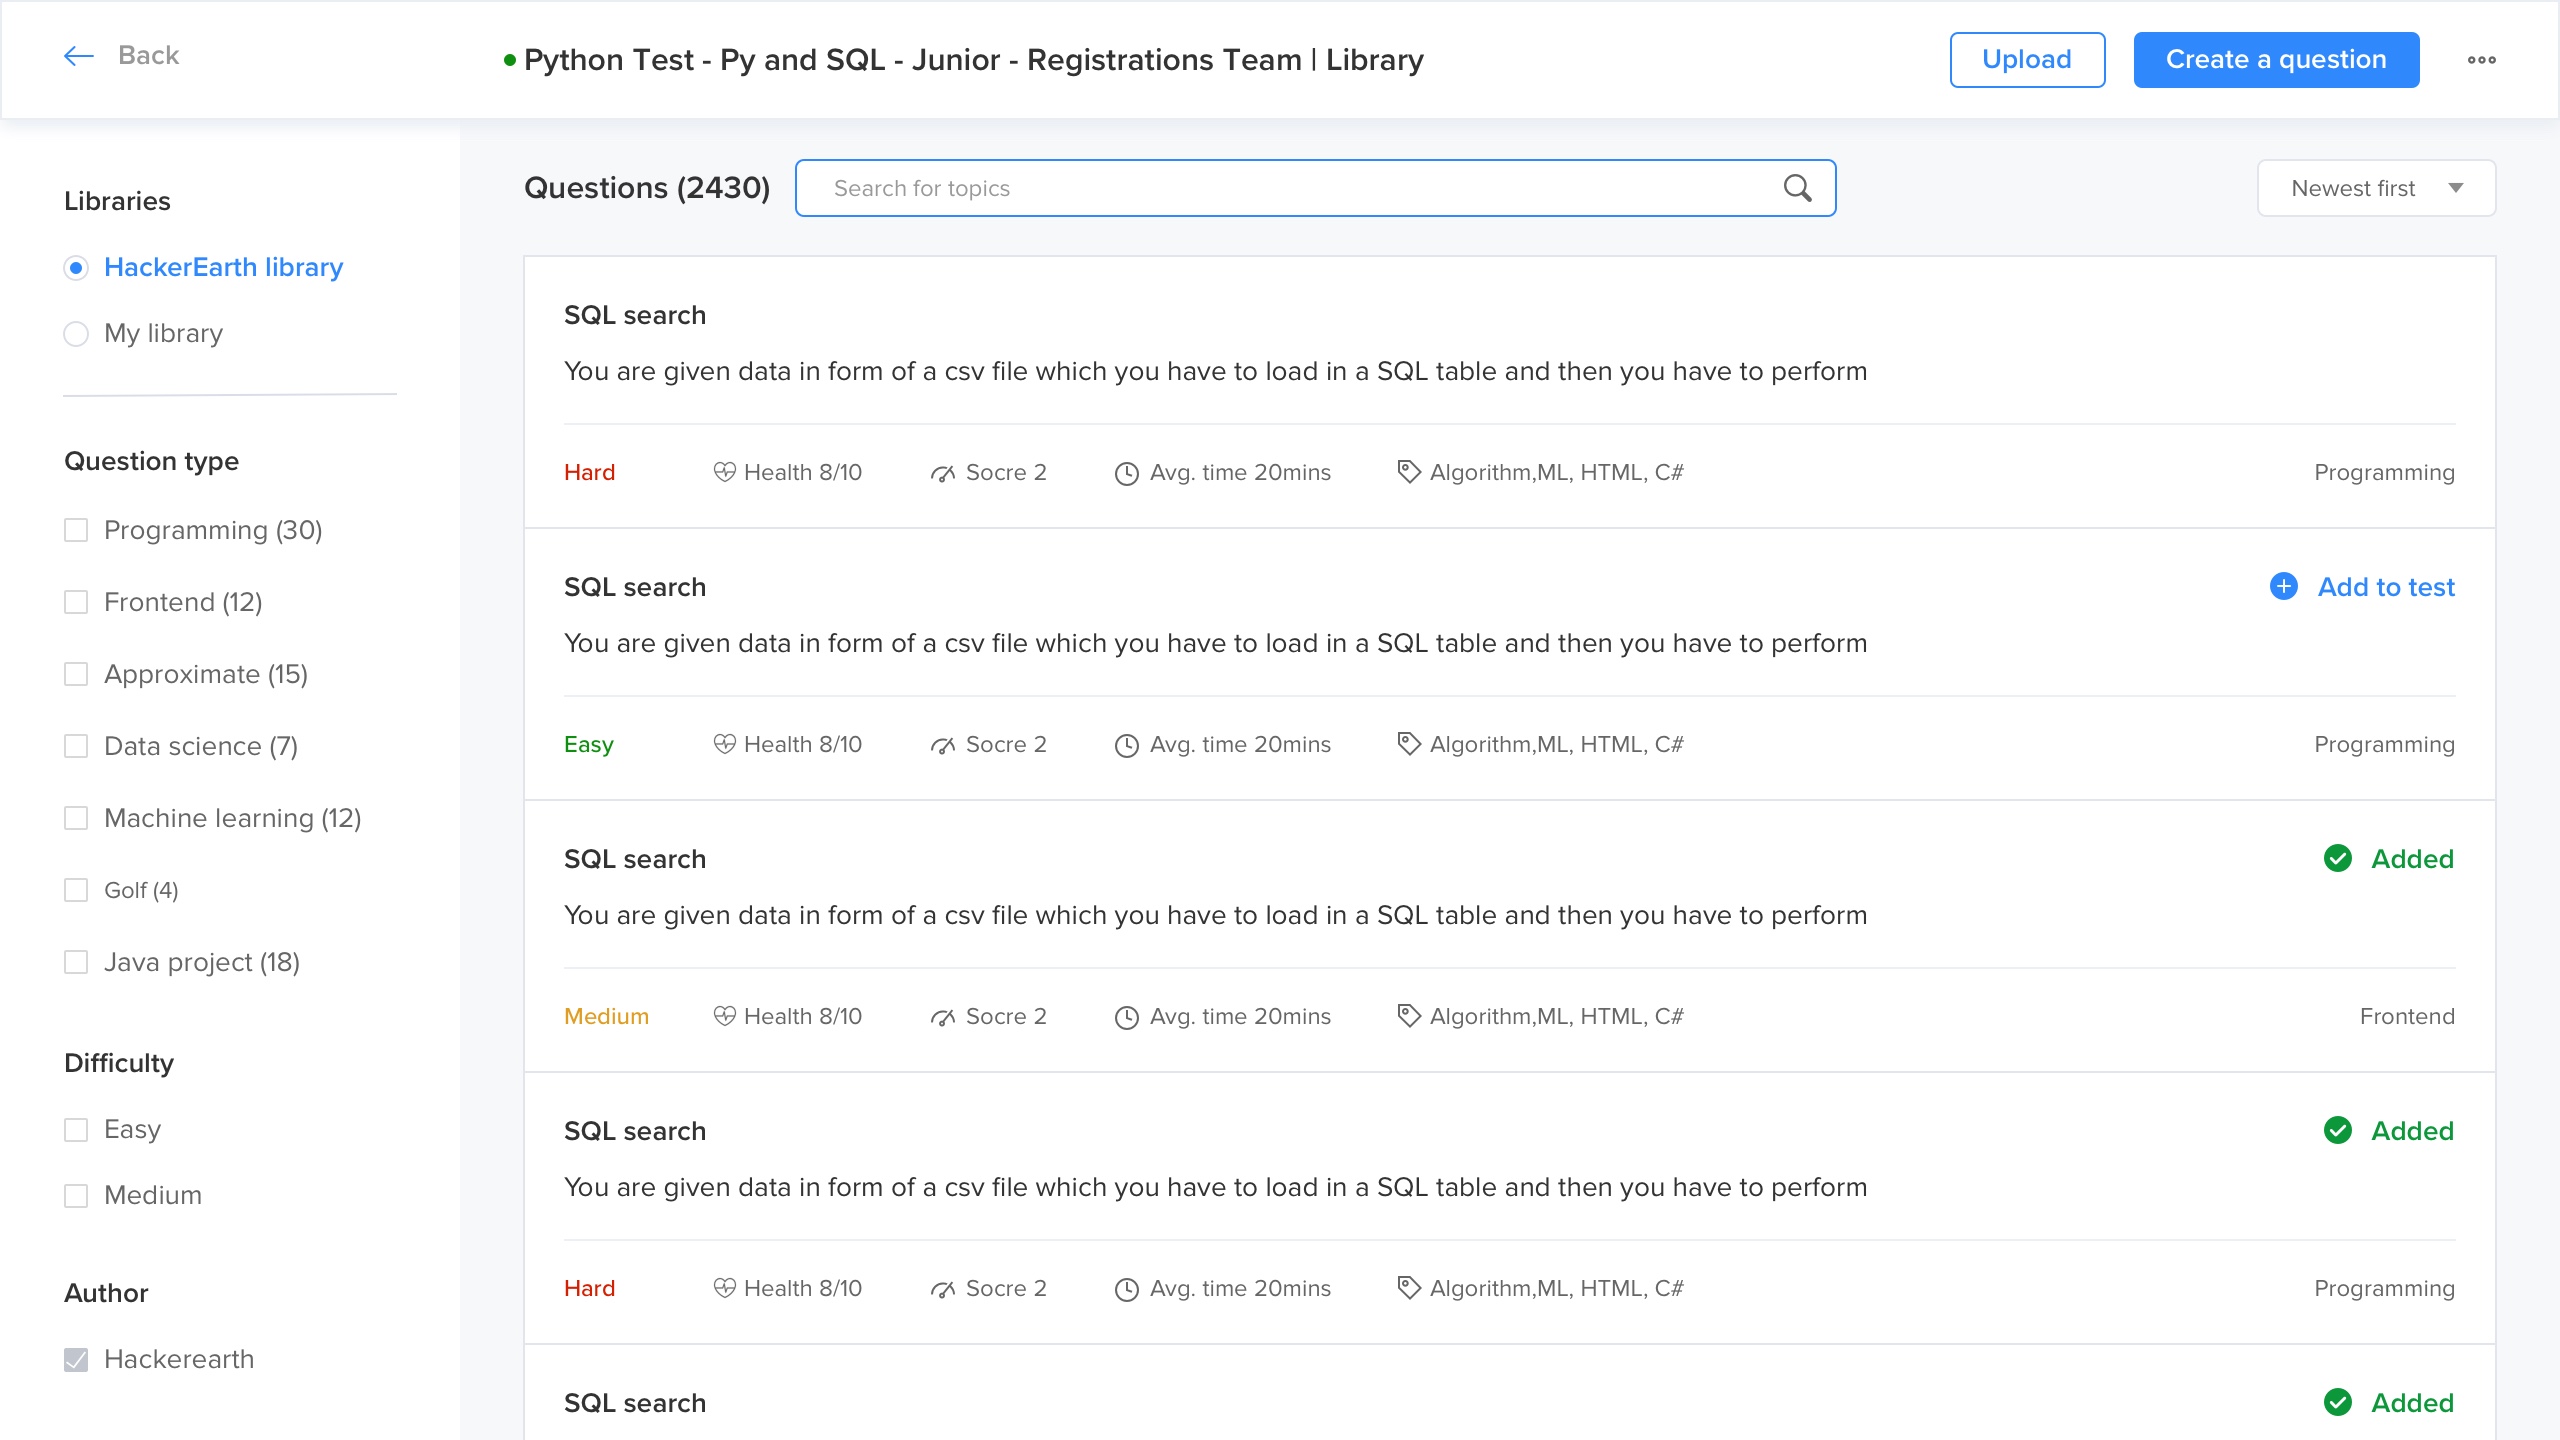 Back
Python Test - Py and SQL - Junior - Registrations Team | Library
Upload
Create a question
Libraries
HackerEarth library
My library
Question type
Programming (30)
Frontend (12)
Approximate (15)
Data science (7)
Machine learning (12)
Golf (4)
Java project (18)
Difficulty
Easy
Medium
Author
Hackerearth
Questions (2430)
Search for topics
Newest first
SQL search
You are given data in form of a csv file which you have to load in a SQL table and then you have to perform
Hard Health 8/10 Socre 2 Avg. time 20mins Algorithm,ML, HTML, C# Programming
SQL search
Add to test
You are given data in form of a csv file which you have to load in a SQL table and then you have to perform
Easy Health 8/10 Socre 2 Avg. time 20mins Algorithm,ML, HTML, C# Programming
SQL search
Added
You are given data in form of a csv file which you have to load in a SQL table and then you have to perform
Medium Health 8/10 Socre 2 Avg. time 20mins Algorithm,ML, HTML, C# Frontend
SQL search
Added
You are given data in form of a csv file which you have to load in a SQL table and then you have to perform
Hard Health 8/10 Socre 2 Avg. time 20mins Algorithm,ML, HTML, C# Programming
SQL search
Added